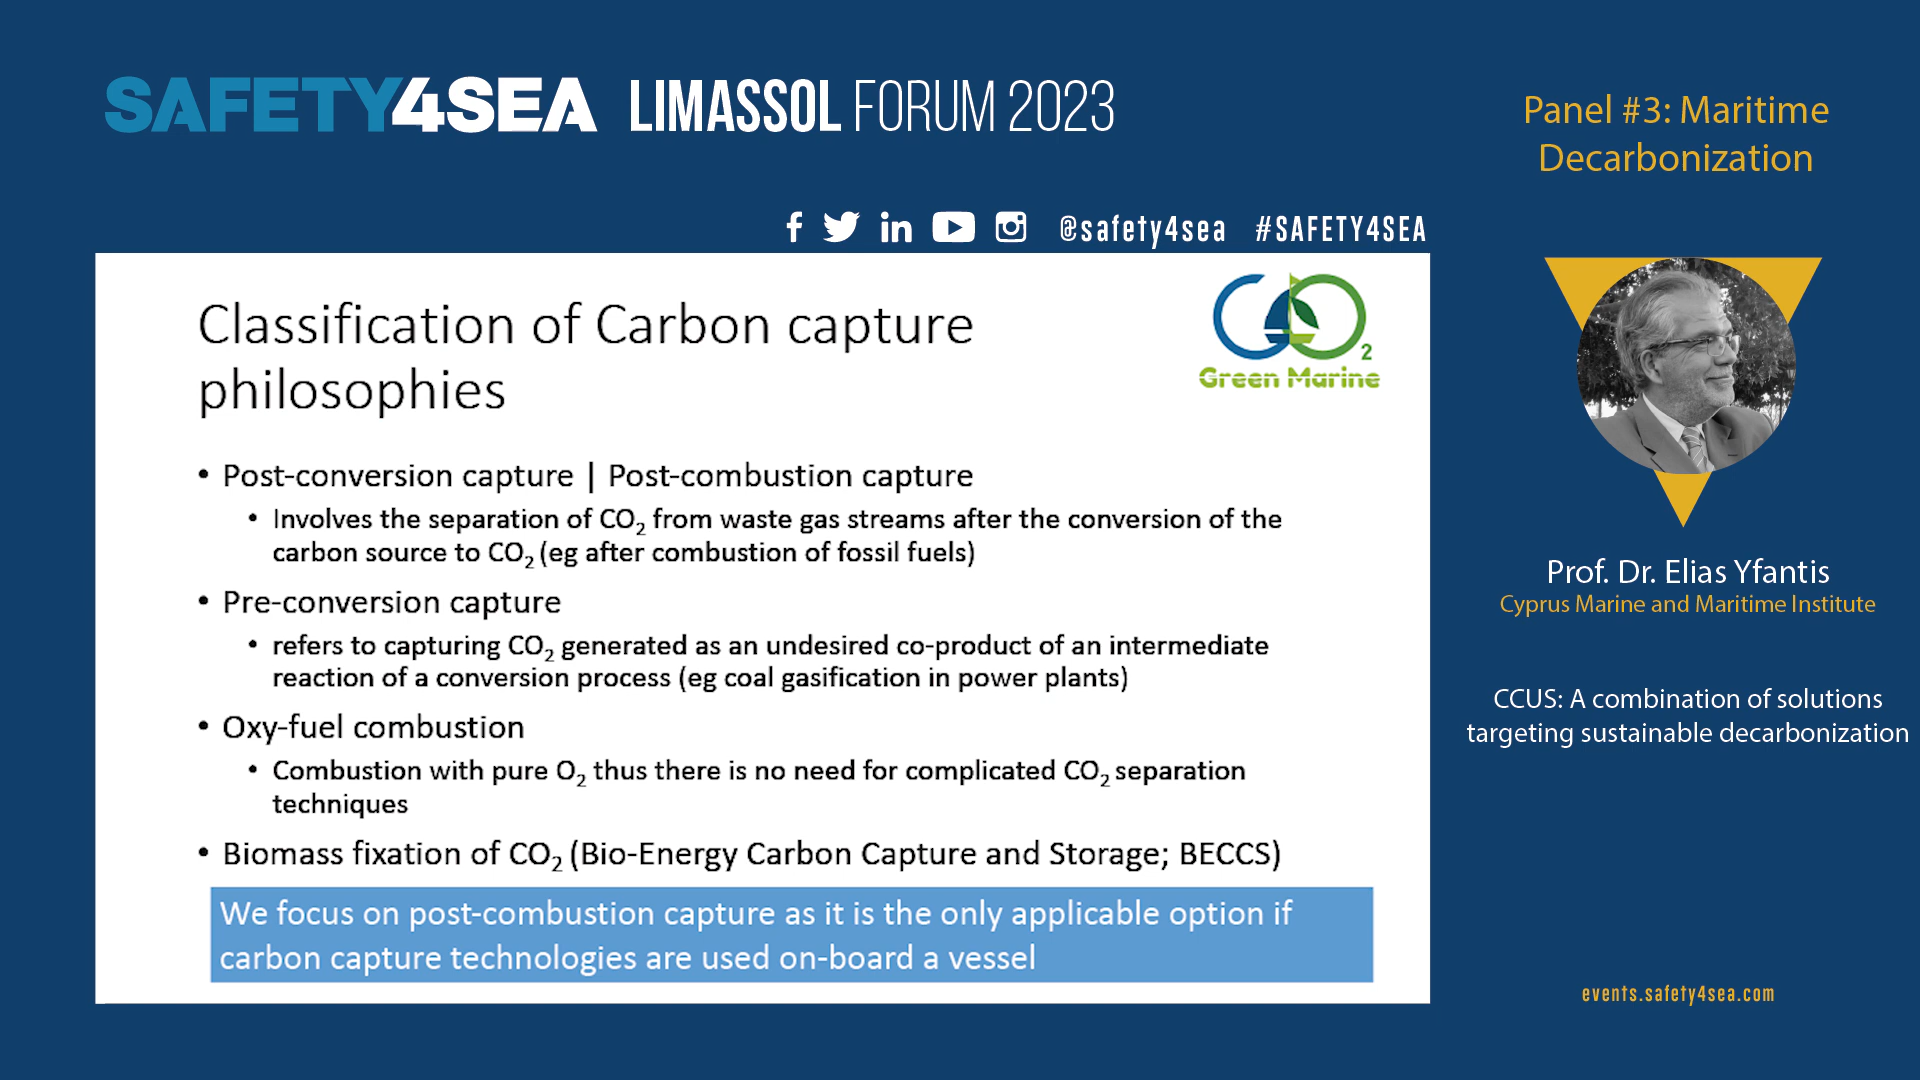 SAFETY4SEA LIMASSOL FORUM 2023
@safety4sea #SAFETY4SEA
Classification of Carbon capture
philosophies
CO2
Green Marine
• Post-conversion capture | Post-combustion capture
• Involves the separation of CO2 from waste gas streams after the conversion of the
carbon source to CO2 (eg after combustion of fossil fuels)
• Pre-conversion capture
• refers to capturing CO2 generated as an undesired co-product of an intermediate
reaction of a conversion process (eg coal gasification in power plants)
• Oxy-fuel combustion
• Combustion with pure O2 thus there is no need for complicated CO2 separation
techniques
• Biomass fixation of CO2 (Bio-Energy Carbon Capture and Storage; BECCS)
We focus on post-combustion capture as it is the only applicable option if
carbon capture technologies are used on-board a vessel
Panel #3: Maritime
Decarbonization
Prof. Dr. Elias Yfantis
Cyprus Marine and Maritime Institute
CCUS: A combination of solutions
targeting sustainable decarbonization
events.safety4sea.com